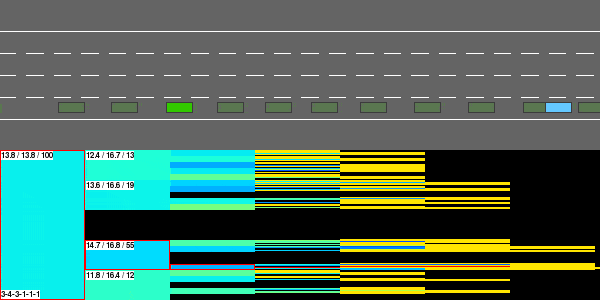 13.8 / 13.8 / 100
12.4 / 16.7 / 13
13.6 / 16.6 / 19
14.7 / 16.8 / 55
11.8 / 16.4 / 12
3-4-3-1-1-1